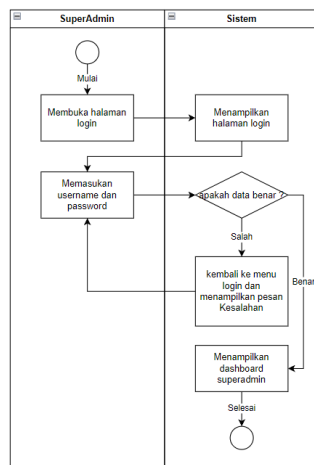 SuperAdmin
Sistem
Mulai
Membuka halaman
login
Menampilkan
halaman login
Memasukan
username dan
password
apakah data benar ?
Salah
Benar
kembali ke menu
login dan
menampilkan pesan
Kesalahan
Menampilkan
dashboard
superadmin
Selesai